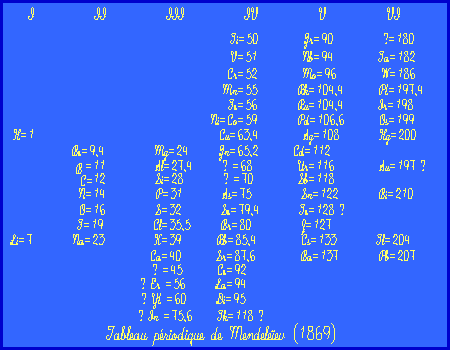 I II III IV V VI
Ti=50 Zr=90 ?=180
V=51 Nb=94 Ta=182
Cr=52 Mo=96 W=186
Mn=55 Rh=104,4 Pt=197,4
Fe=56 Ru=104,4 Ir=198
Ni=Co=59 Pd=106,6 Os=199
H=1 Cu=63,4 Ag=108 Hg=200
Be=9,4 Mg=24 Zn=65,2 Cd=112
B=11 Al=27,4 ?=68 Ur=116 Au=197 ?
C=12 Si=28 ?=70 Sb=118
N=14 P=31 As=75 Sn=122 Bi=210
O=16 S=32 Se=79,4 Te=128 ?
F=19 Cl=35,5 Br=80 I=127
Li=7 Na=23 K=39 Rb=85,4 Cs=133 Tl=204
Ca=40 Sr=87,6 Ba=137 Pb=207
?=45 Ce=92
? Er=56 La=94
? Yt=60 Di=95
? In=75,6 Th=118 ?
Tableau périodique de Mendeleïev (1869)